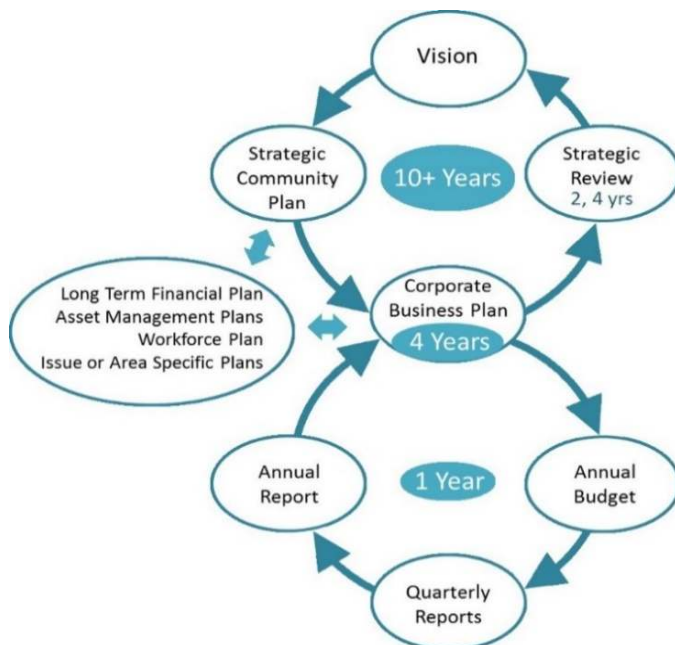 Vision
Strategic
Community
Plan
10+ Years
Strategic
Review
2, 4 yrs
Long Term Financial Plan
Asset Management Plans
Workforce Plan
Issue or Area Specific Plans
Corporate
Business Plan
4 Years
Annual
Report
1 Year
Annual
Budget
Quarterly
Reports